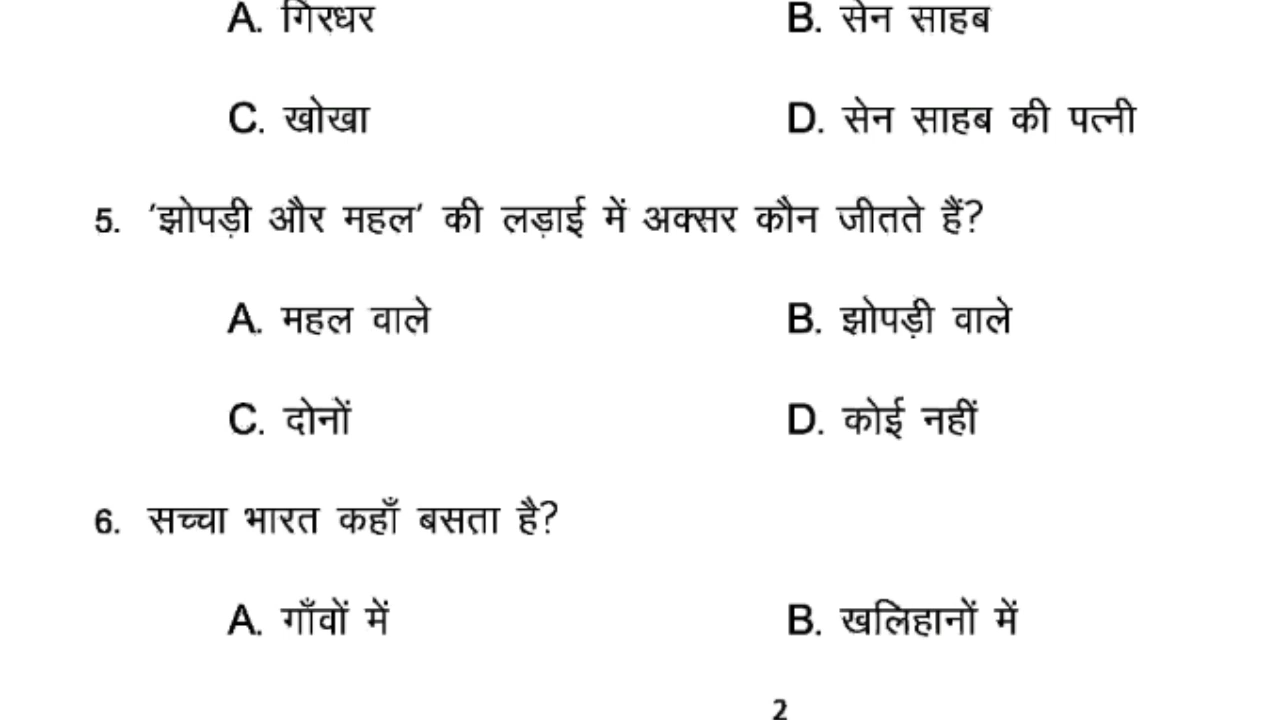 A. गिरधर B. सेन साहब
C. खोखा D. सेन साहब की पत्नी
5. ‘झोपड़ी और महल’ की लड़ाई में अक्सर कौन जीतते हैं?
A. महल वाले B. झोपड़ी वाले
C. दोनों D. कोई नहीं
6. सच्चा भारत कहाँ बसता है?
A. गाँवों में B. खलिहानों में
2